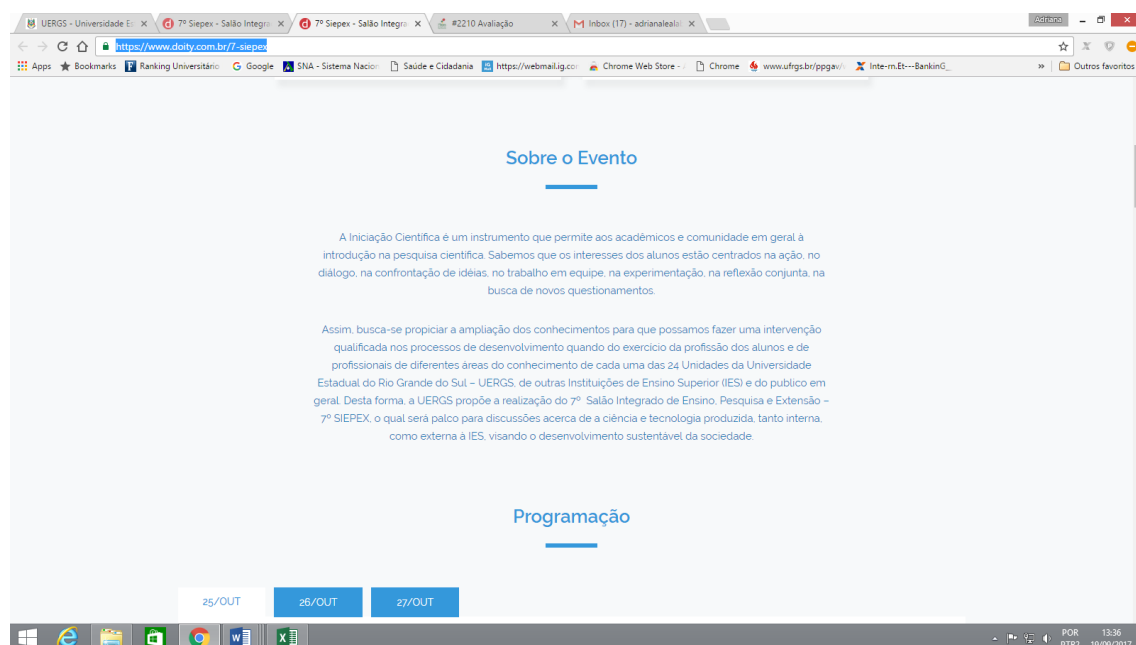 UERGS - Universidade Es
7º Siepex - Salão Integra
7º Siepex - Salão Integra
#2210 Avaliação
Inbox (17) - adrianalealal
Adriana
https://www.doity.com.br/7-siepex
Apps
Bookmarks
Ranking Universitário
Google
SNA - Sistema Nacion
Saúde e Cidadania
https://webmail.ig.com
Chrome Web Store -
Chrome
www.ufrgs.br/ppgav/
Inte-rn.Et---BankinG_
»
Outros favoritos
Sobre o Evento
A Iniciação Científica é um instrumento que permite aos acadêmicos e comunidade em geral à
introdução na pesquisa científica. Sabemos que os interesses dos alunos estão centrados na ação, no
diálogo, na confrontação de idéias, no trabalho em equipe, na experimentação, na reflexão conjunta, na
busca de novos questionamentos.
Assim, busca-se propiciar a ampliação dos conhecimentos para que possamos fazer uma intervenção
qualificada nos processos de desenvolvimento quando do exercício da profissão dos alunos e de
profissionais de diferentes áreas do conhecimento de cada uma das 24 Unidades da Universidade
Estadual do Rio Grande do Sul – UERGS, de outras Instituições de Ensino Superior (IES) e do publico em
geral. Desta forma, a UERGS propõe a realização do 7º Salão Integrado de Ensino, Pesquisa e Extensão –
7º SIEPEX, o qual será palco para discussões acerca de a ciência e tecnologia produzida, tanto interna,
como externa à IES, visando o desenvolvimento sustentável da sociedade.
Programação
25/OUT
26/OUT
27/OUT
POR
13:36
PTB2
19/09/2017